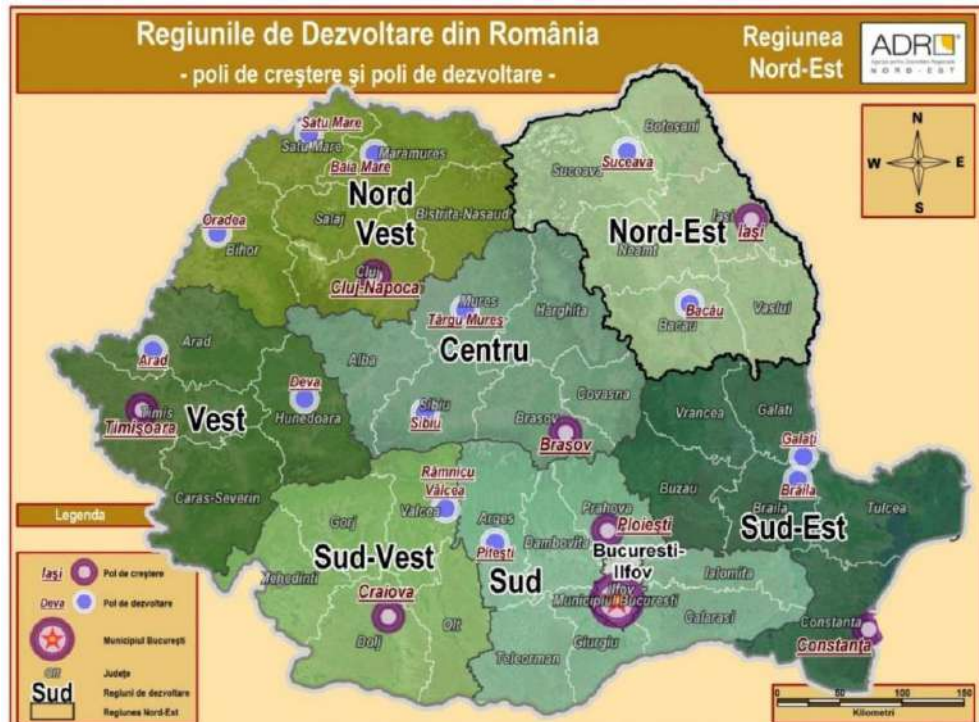 Regiunile de Dezvoltare din România
- poli de creştere şi poli de dezvoltare -
Regiunea
Nord-Est
ADR
NORD-EST
N
W
E
S
Satu Mare
Satu Mare
Maramures
Baia Mare
Nord
Vest
Oradea
Bihor
Salaj
Bistrita-Nasaud
Cluj
Cluj-Napoca
Botosani
Suceava
Suceava
Nord-Est
Iasi
Iaşi
Neamt
Bacău
Bacau
Vaslui
Mures
Târgu Mureş
Harghita
Centru
Alba
Sibiu
Sibiu
Covasna
Brasov
Braşov
Arad
Arad
Deva
Hunedoara
Timis
Timişoara
Vest
Caras-Severin
Vrancea
Galati
Galaţi
Brăila
Braila
Buzau
Tulcea
Sud-Est
Constanta
Constanţa
Râmnicu
Vâlcea
Valcea
Gorj
Sud-Vest
Mehedinti
Craiova
Dolj
Olt
Arges
Piteşti
Dambovita
Prahova
Ploieşti
Sud
Bucuresti-
Ilfov
Ilfov
Municipiul Bucuresti
Ialomita
Calarasi
Giurgiu
Teleorman
Legenda
Iaşi Pol de creştere
Deva Pol de dezvoltare
Municipiul Bucureşti
Olt Judeţe
Sud Regiuni de dezvoltare
Regiunea Nord-Est
0 50 100 150
Kilometri